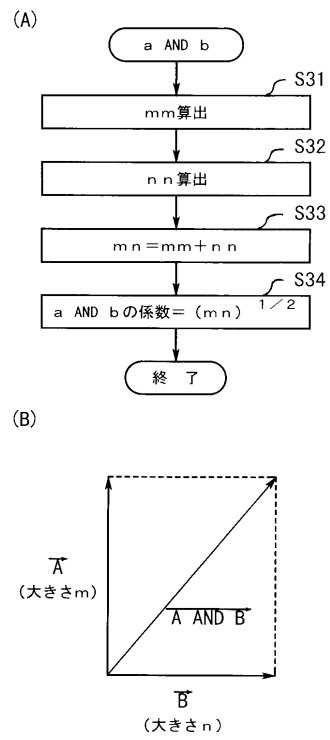 (A)
a AND b
S31
mm算出
S32
nn算出
S33
mn=mm+nn
S34
a AND bの係数=(mn)1/2
終 了
(B)
A
(大きさm)
A AND B
B
(大きさn)